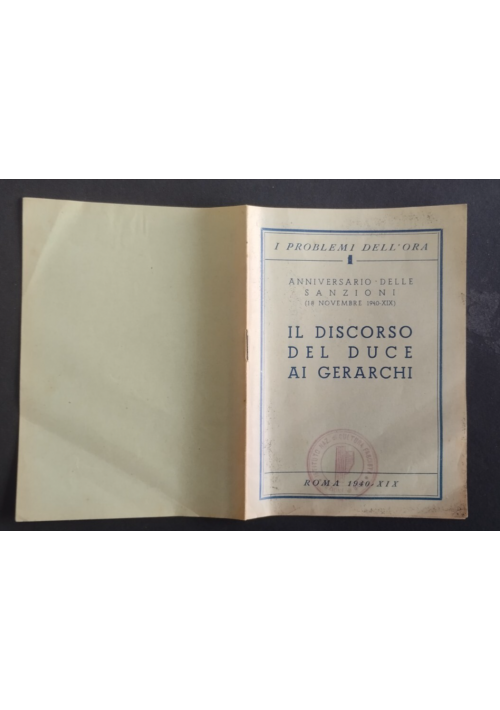 I PROBLEMI DELL'ORA
1
ANNIVERSARIO DELLE
SANZIONI
(18 NOVEMBRE 1940-XIX)
IL DISCORSO
DEL DUCE
AI GERARCHI
ROMA 1940-XIX